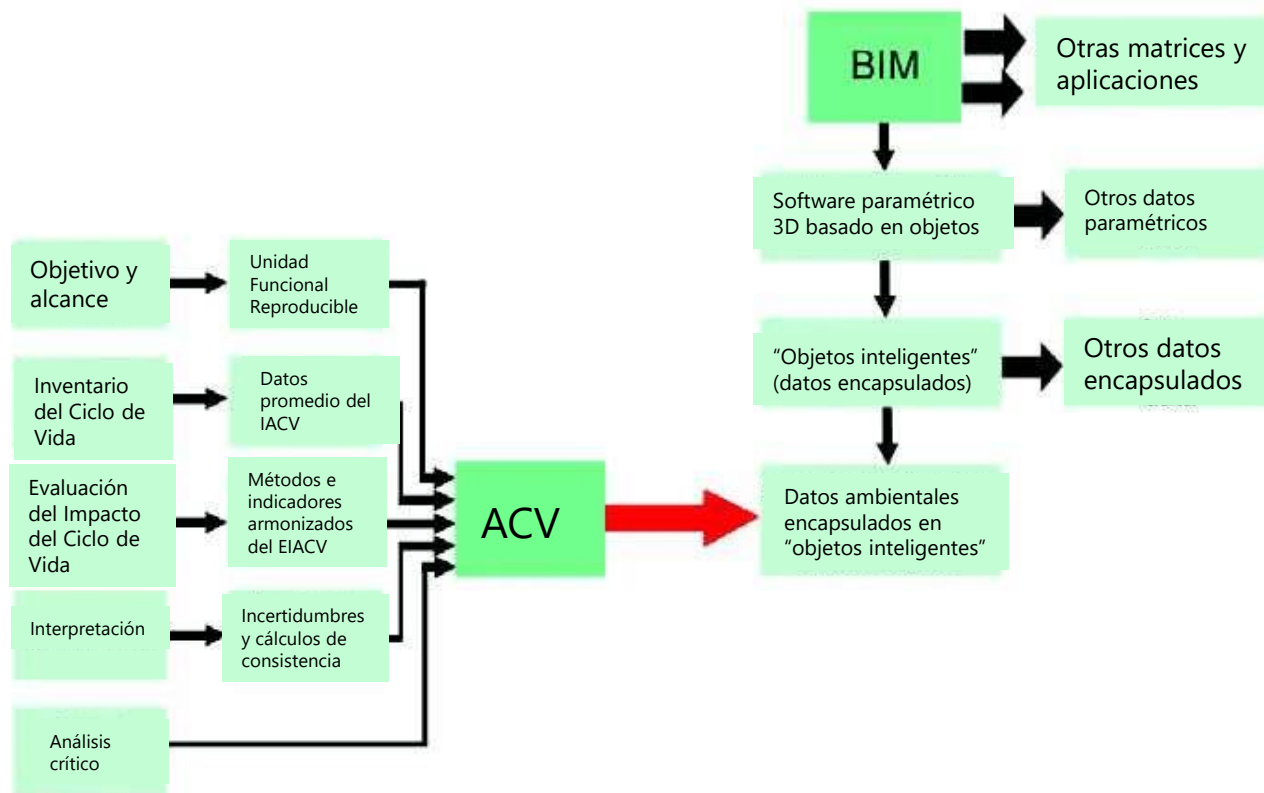 BIM
Otras matrices y
aplicaciones
Software paramétrico
3D basado en objetos
Otros datos
paramétricos
Objetivo y
alcance
Unidad
Funcional
Reproducible
"Objetos inteligentes"
(datos encapsulados)
Otros datos
encapsulados
Inventario
del Ciclo de
Vida
Datos
promedio del
IACV
Evaluación
del Impacto
del Ciclo de
Vida
Métodos e
indicadores
armonizados
del EIACV
ACV
Datos ambientales
encapsulados en
"objetos inteligentes"
Interpretación
Incertidumbres
y cálculos de
consistencia
Análisis
crítico